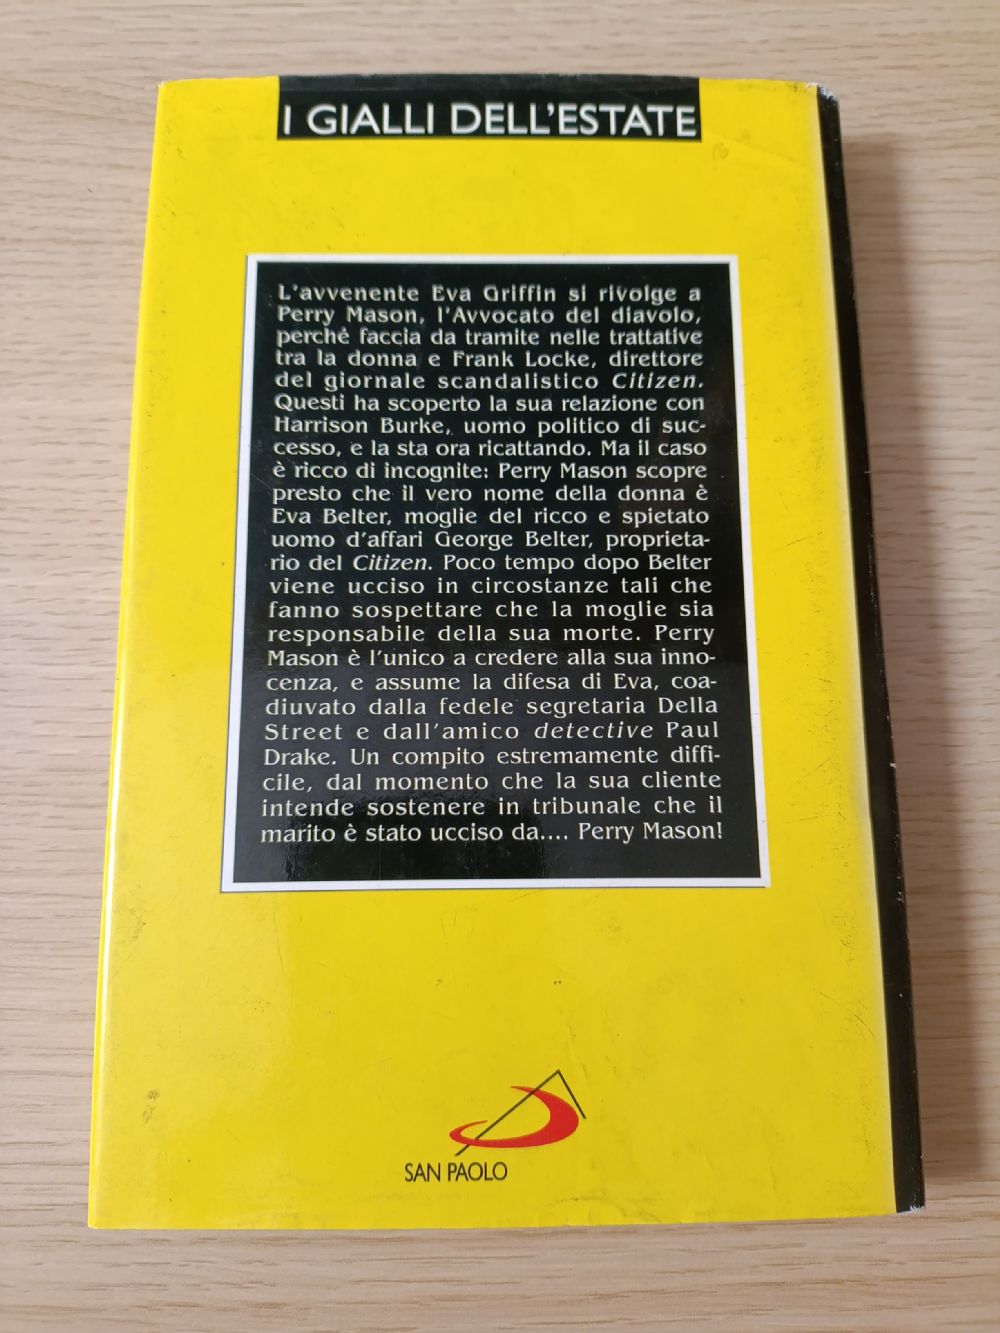 I GIALLI DELL'ESTATE
L'avvenente Eva Griffin si rivolge a
Perry Mason, l'Avvocato del diavolo,
perché faccia da tramite nelle trattative
tra la donna e Frank Locke, direttore
del giornale scandalistico Citizen.
Questi ha scoperto la sua relazione con
Harrison Burke, uomo politico di suc-
cesso, e la sta ora ricattando. Ma il caso
è ricco di incognite: Perry Mason scopre
presto che il vero nome della donna è
Eva Belter, moglie del ricco e spietato
uomo d'affari George Belter, proprieta-
rio del Citizen. Poco tempo dopo Belter
viene ucciso in circostanze tali che
fanno sospettare che la moglie sia
responsabile della sua morte. Perry
Mason è l'unico a credere alla sua inno-
cenza, e assume la difesa di Eva, coa-
diuvato dalla fedele segretaria Della
Street e dall'amico detective Paul
Drake. Un compito estremamente diffi-
cile, dal momento che la sua cliente
intende sostenere in tribunale che il
marito è stato ucciso da.... Perry Mason!
SAN PAOLO